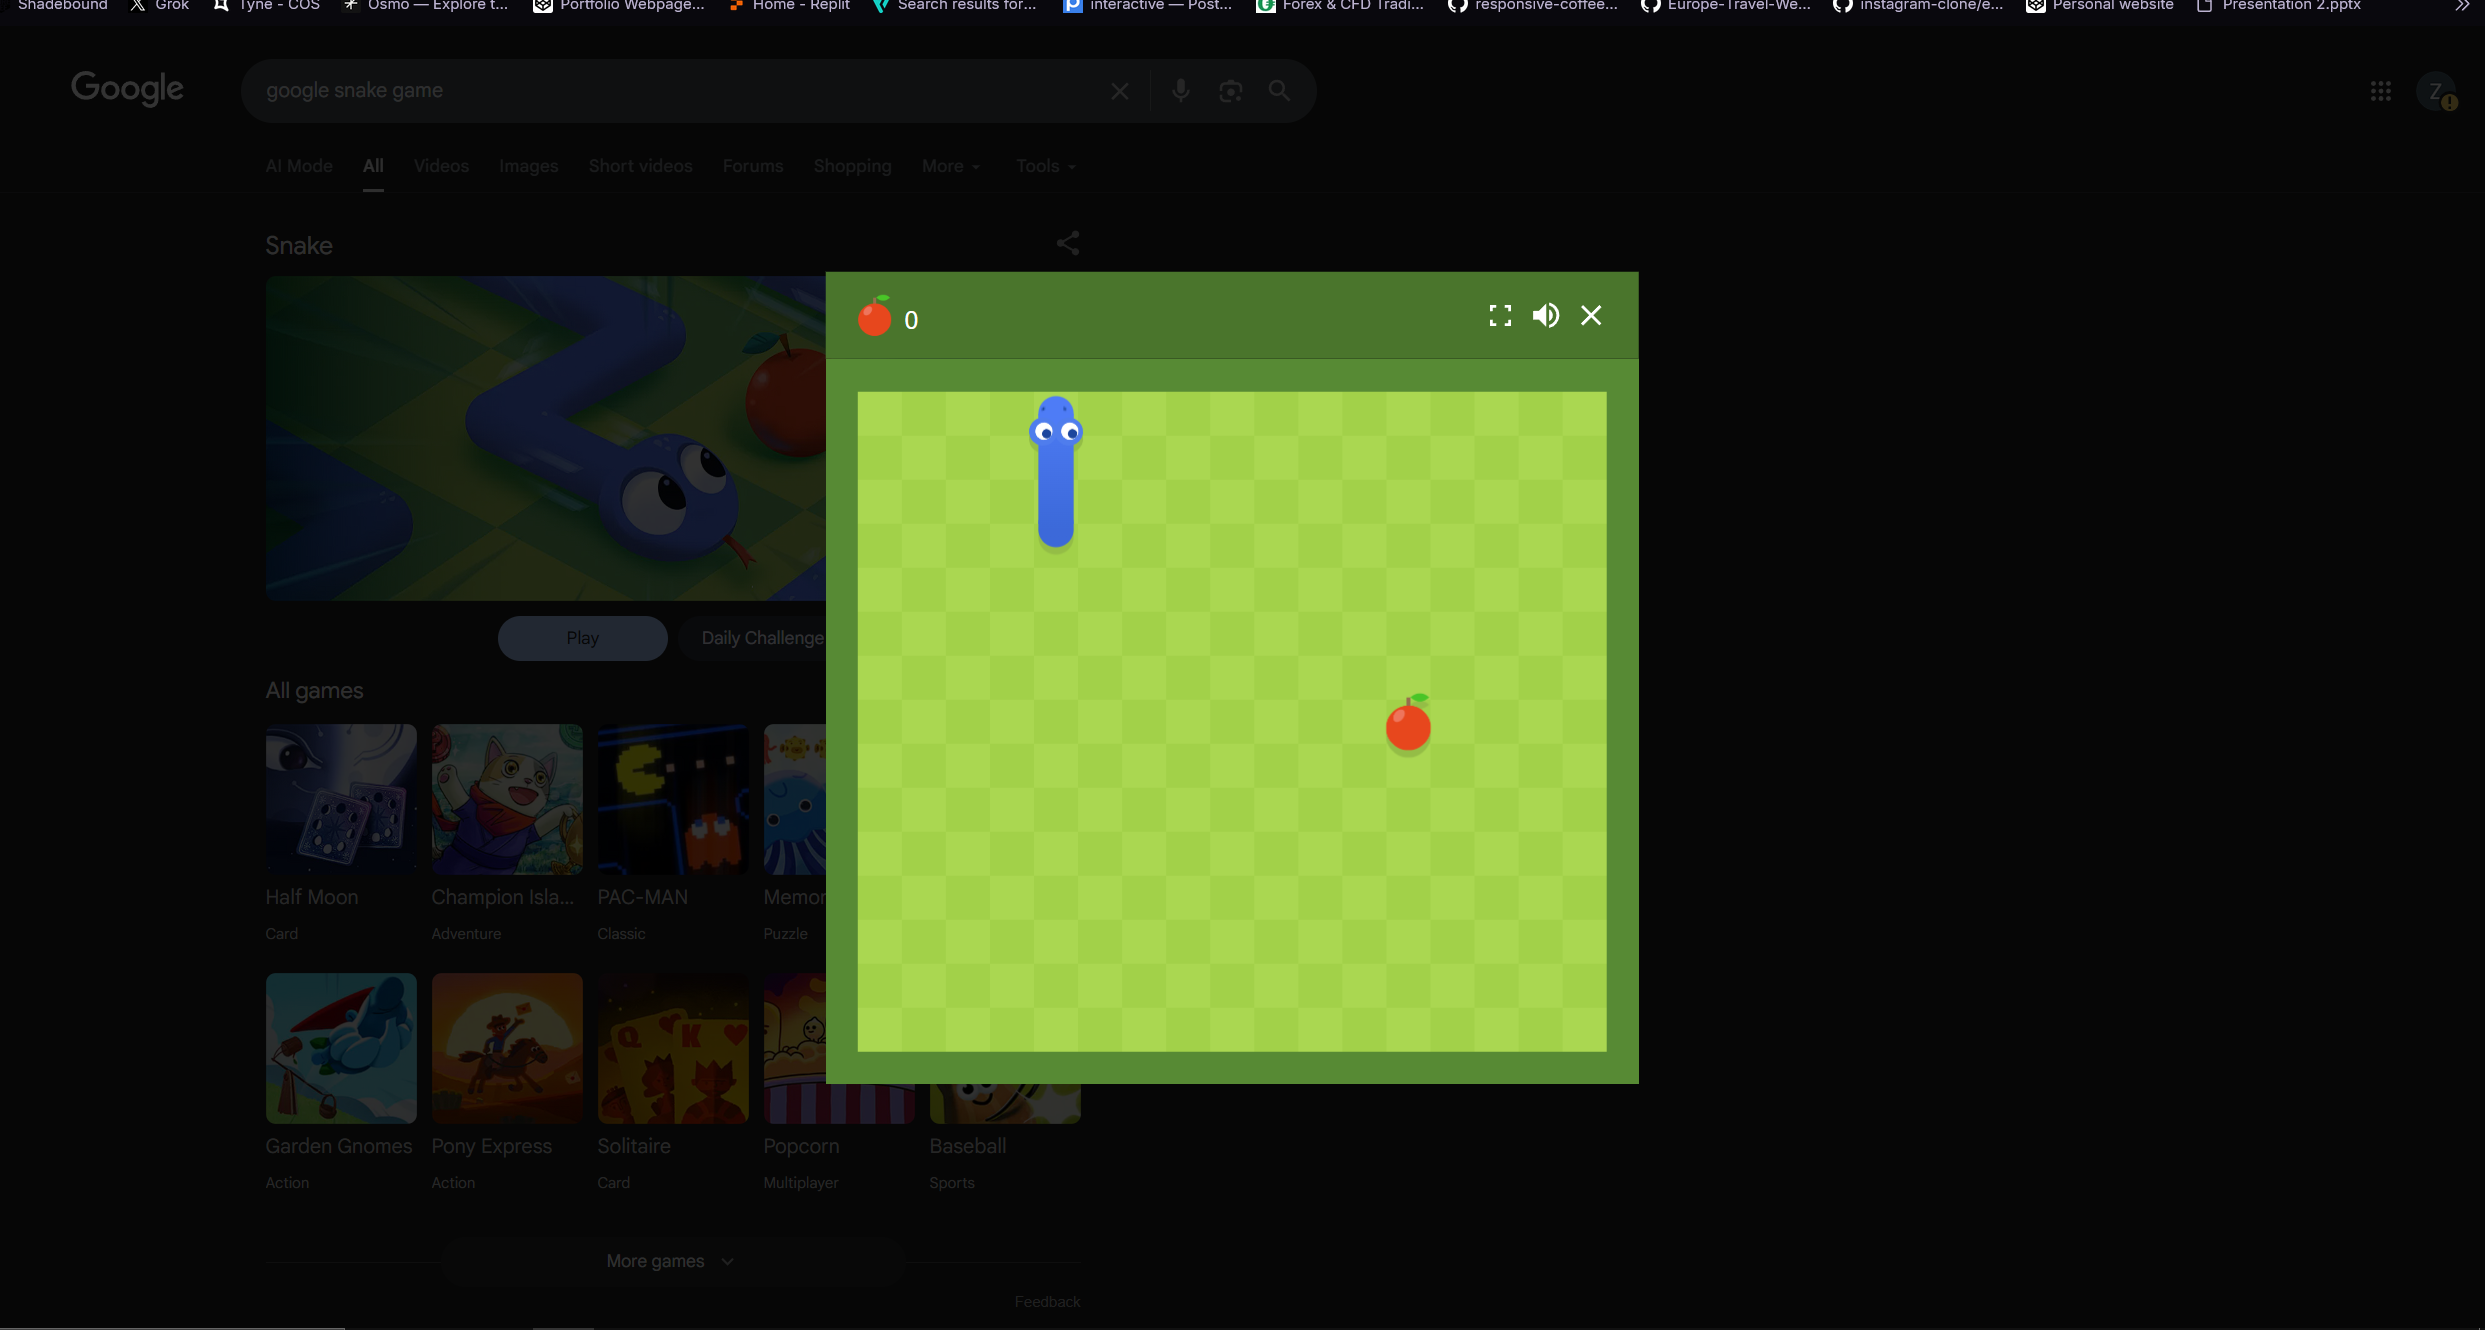 Shadebound Grok Tyne - COS Osmo — Explore t... Portfolio Webpage... Home - Replit Search results for... interactive — Post... Forex & CFD Tradi... responsive-coffee... Europe-Travel-We... instagram-clone/e... Personal website Presentation 2.pptx
Google google snake game Z
AI Mode All Videos Images Short videos Forums Shopping More Tools
Snake
0
Play Daily Challenge
All games
Half Moon Champion Isla... PAC-MAN Memor
Card Adventure Classic Puzzle
Q K
Garden Gnomes Pony Express Solitaire Popcorn Baseball
Action Action Card Multiplayer Sports
More games
Feedback